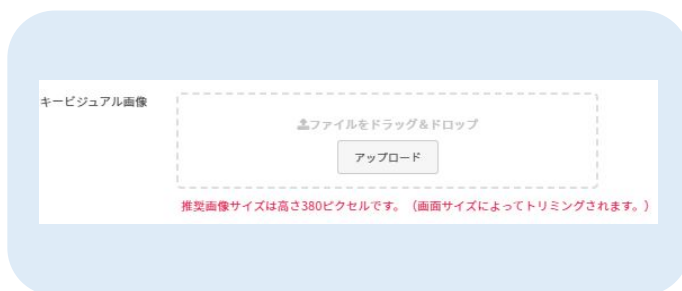 キービジュアル画像
ファイルをドラッグ&ドロップ
アップロード
推奨画像サイズは高さ380ピクセルです。（画面サイズによってトリミングされます。）